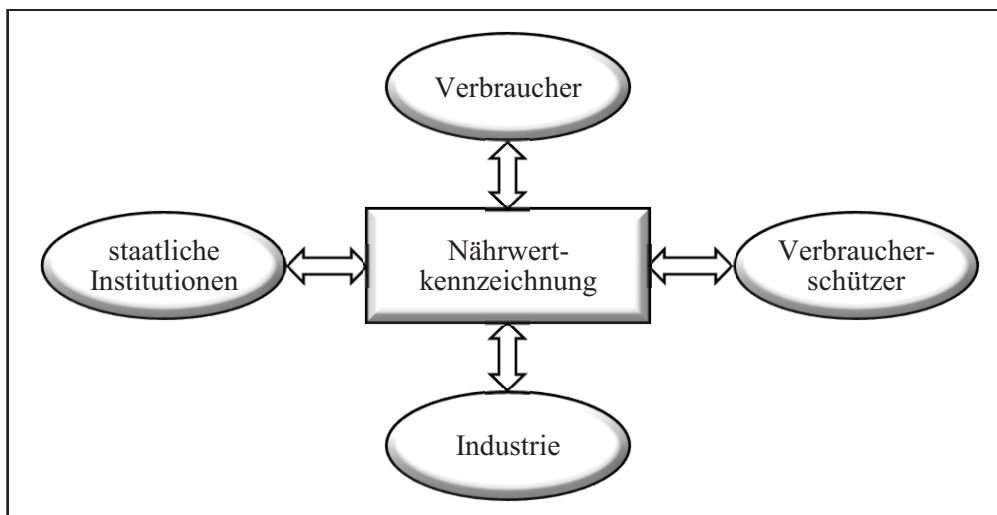 Verbraucher
staatliche
Institutionen
Nährwert-
kennzeichnung
Verbraucher-
schützer
Industrie